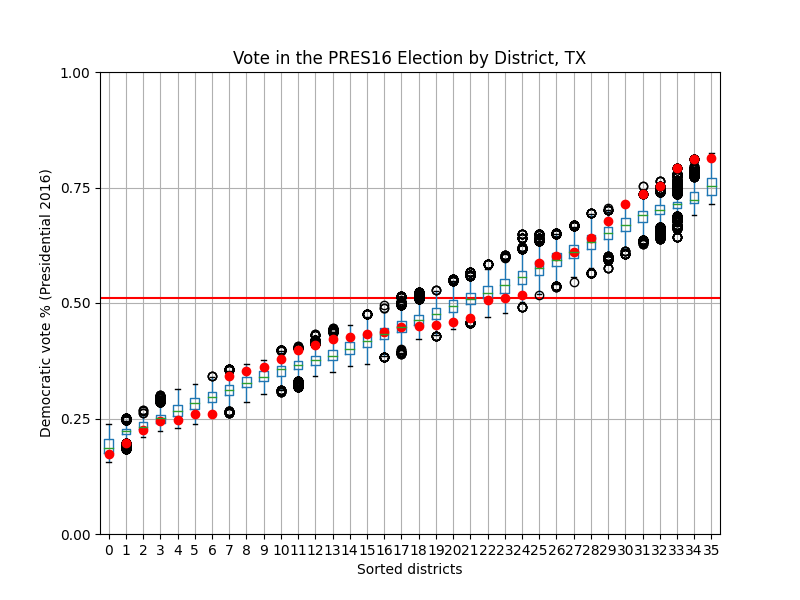 Vote in the PRES16 Election by District, TX
Democratic vote % (Presidential 2016)
1.00
0.75
0.50
0.25
0.00
0 1 2 3 4 5 6 7 8 9 10 11 12 13 14 15 16 17 18 19 20 21 22 23 24 25 26 27 28 29 30 31 32 33 34 35
Sorted districts